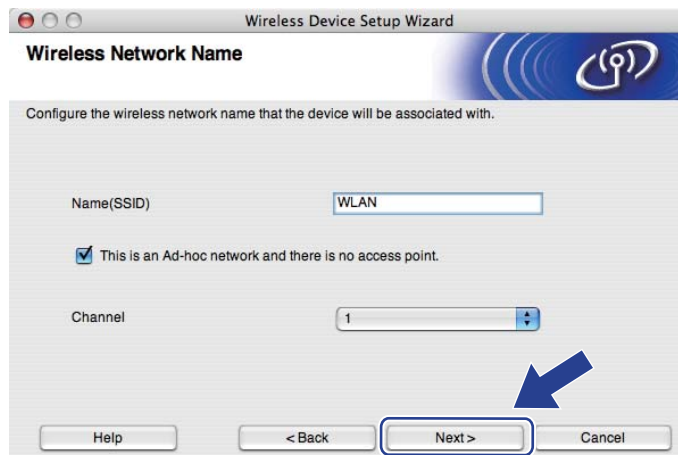 Wireless Device Setup Wizard
Wireless Network Name
Configure the wireless network name that the device will be associated with.
Name(SSID)
WLAN
This is an Ad-hoc network and there is no access point.
Channel
1
Help
< Back
Next >
Cancel